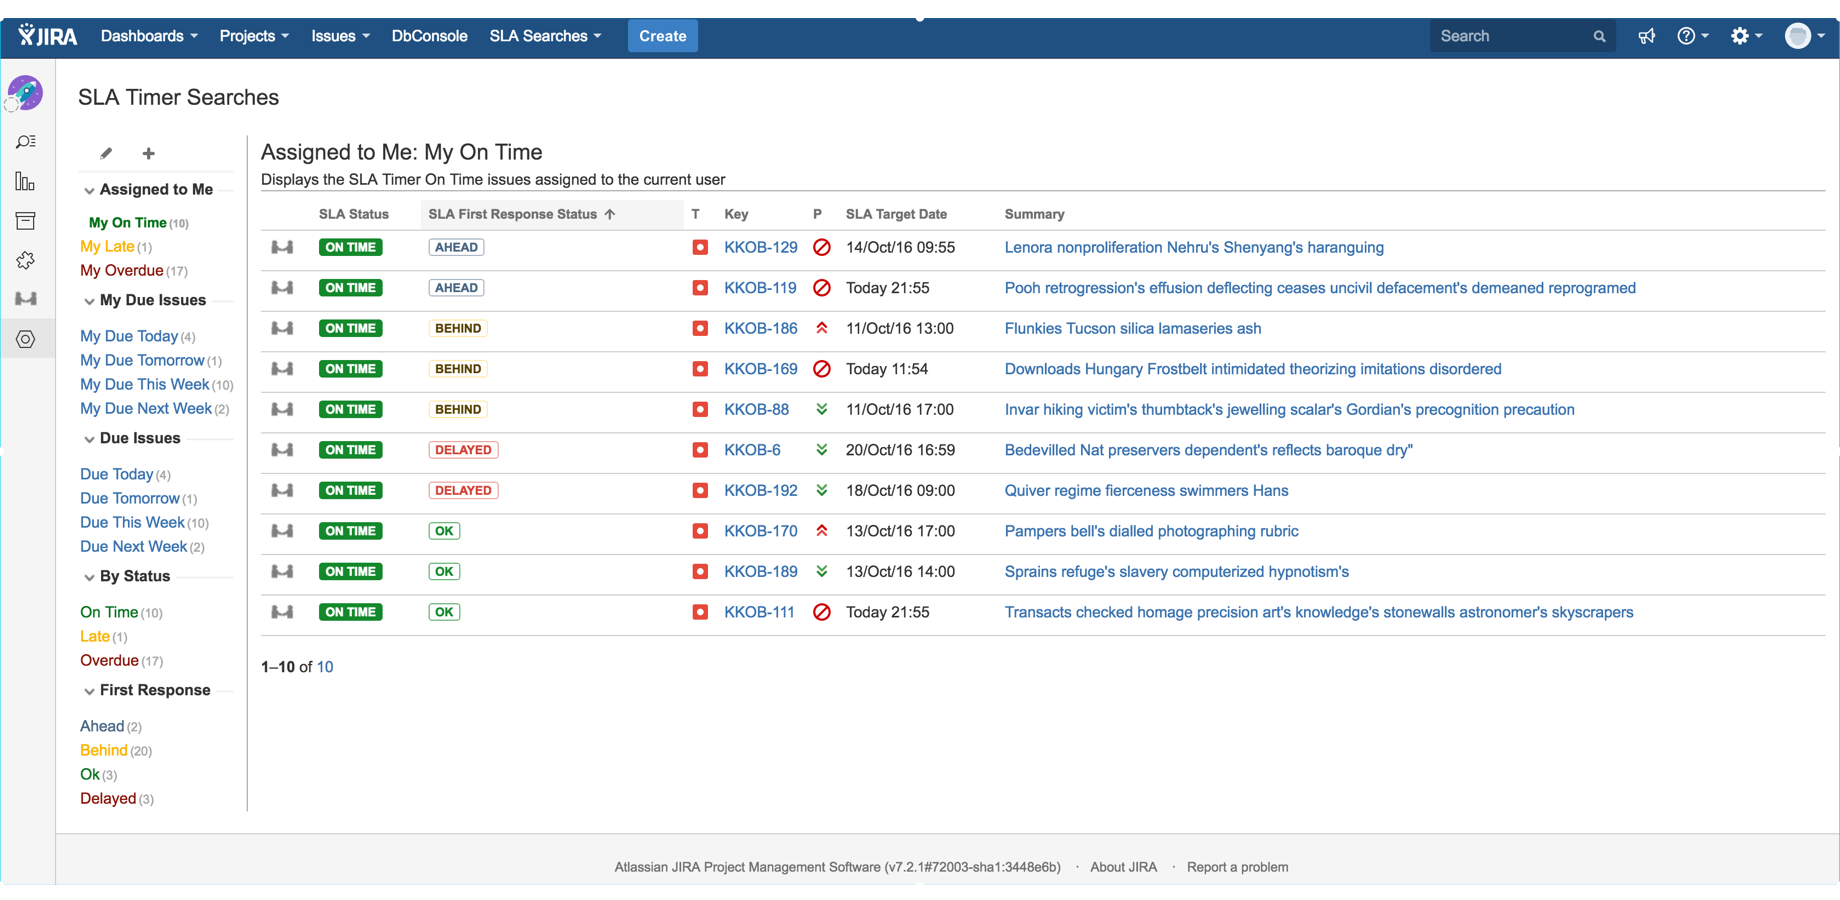 JIRA Dashboards Projects Issues DbConsole SLA Searches Create Search
SLA Timer Searches
Assigned to Me
My On Time (10)
My Late (1)
My Overdue (17)
My Due Issues
My Due Today (4)
My Due Tomorrow (1)
My Due This Week (10)
My Due Next Week (2)
Due Issues
Due Today (4)
Due Tomorrow (1)
Due This Week (10)
Due Next Week (2)
By Status
On Time (10)
Late (1)
Overdue (17)
First Response
Ahead (2)
Behind (20)
Ok (3)
Delayed (3)
Assigned to Me: My On Time
Displays the SLA Timer On Time issues assigned to the current user
SLA Status SLA First Response Status T Key P SLA Target Date Summary
ON TIME AHEAD KKOB-129 14/Oct/16 09:55 Lenora nonproliferation Nehru's Shenyang's haranguing
ON TIME AHEAD KKOB-119 Today 21:55 Pooh retrogression's effusion deflecting ceases uncivil defacement's demeaned reprogramed
ON TIME BEHIND KKOB-186 11/Oct/16 13:00 Flunkies Tucson silica lamaseries ash
ON TIME BEHIND KKOB-169 Today 11:54 Downloads Hungary Frostbelt intimidated theorizing imitations disordered
ON TIME BEHIND KKOB-88 11/Oct/16 17:00 Invar hiking victim's thumbtack's jewelling scalar's Gordian's precognition precaution
ON TIME DELAYED KKOB-6 20/Oct/16 16:59 Bedevilled Nat preservers dependent's reflects baroque dry"
ON TIME DELAYED KKOB-192 18/Oct/16 09:00 Quiver regime fierceness swimmers Hans
ON TIME OK KKOB-170 13/Oct/16 17:00 Pampers bell's dialled photographing rubric
ON TIME OK KKOB-189 13/Oct/16 14:00 Sprains refuge's slavery computerized hypnotism's
ON TIME OK KKOB-111 Today 21:55 Transacts checked homage precision art's knowledge's stonewalls astronomer's skyscrapers
1–10 of 10
Atlassian JIRA Project Management Software (v7.2.1#72003-sha1:3448e6b) · About JIRA · Report a problem